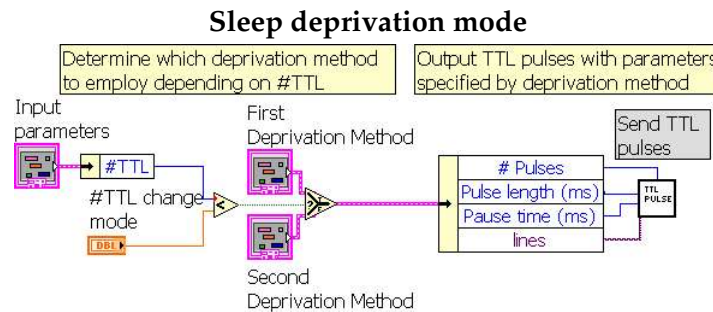 Sleep deprivation mode
Determine which deprivation method
to employ depending on #TTL
Output TTL pulses with parameters
specified by deprivation method
Input
parameters
#TTL
#TTL change
mode
DBL
<
First
Deprivation Method
Second
Deprivation Method
?
F
# Pulses
Pulse length (ms)
Pause time (ms)
lines
Send TTL
pulses
TTL
PULSE